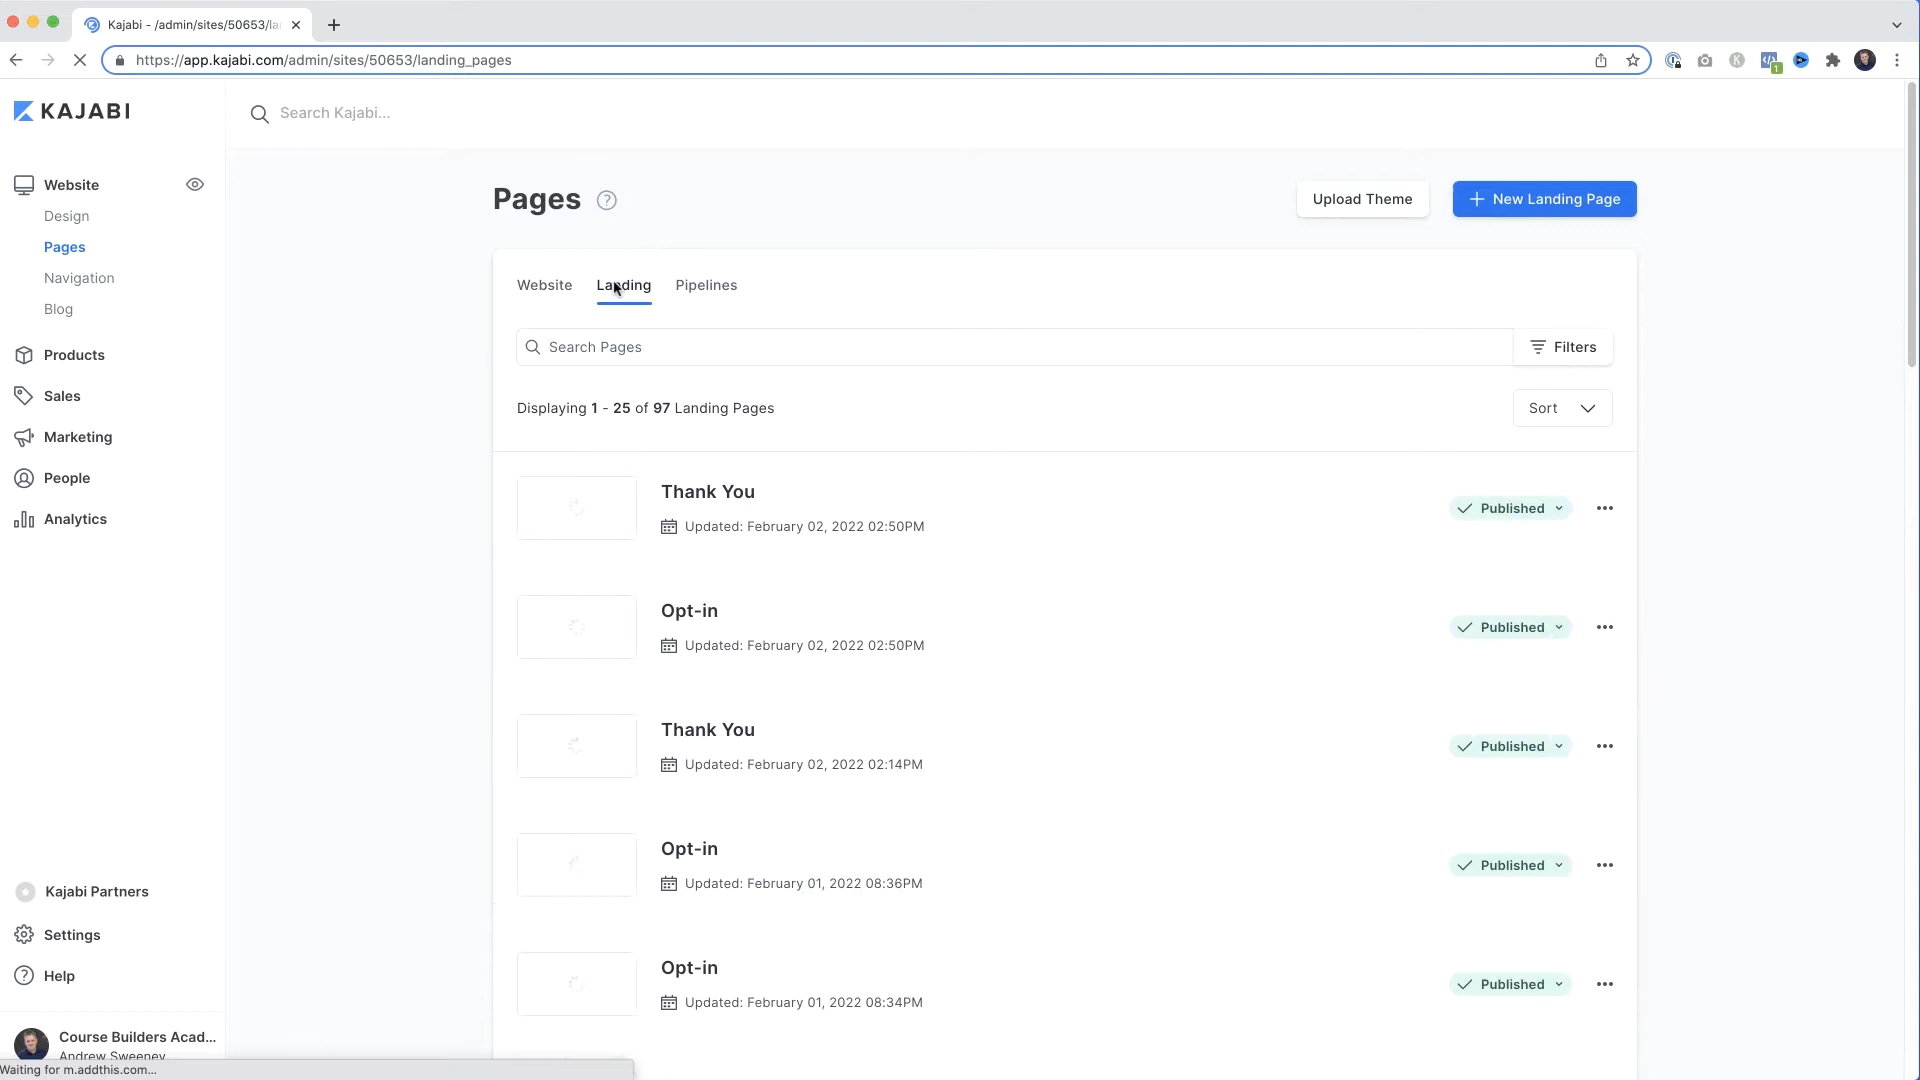 Kajabi - /admin/sites/50653/la
https://app.kajabi.com/admin/sites/50653/landing_pages
1
KAJABI
Search Kajabi...
Website
Design
Pages
Navigation
Blog
Products
Sales
Marketing
People
Analytics
Kajabi Partners
Settings
Help
Course Builders Acad...
Andrew Sweeney
Waiting for m.addthis.com...
Pages
Upload Theme
New Landing Page
Website
Landing
Pipelines
Search Pages
Filters
Displaying 1 - 25 of 97 Landing Pages
Sort
Thank You
Updated: February 02, 2022 02:50PM
Published
Opt-in
Updated: February 02, 2022 02:50PM
Published
Thank You
Updated: February 02, 2022 02:14PM
Published
Opt-in
Updated: February 01, 2022 08:36PM
Published
Opt-in
Updated: February 01, 2022 08:34PM
Published